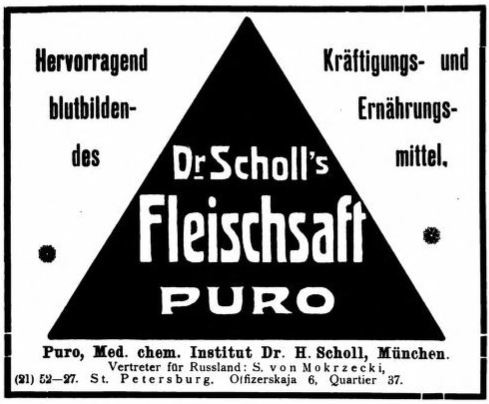 Hervorragend
blutbilden-
des
Kräftigungs- und
Ernährungs-
mittel.
Dr Scholl's
Fleischsaft
PURO
Puro, Med. chem. Institut Dr. H. Scholl, München.
Vertreter für Russland: S. von Mokrzecki,
(21) 52—27. St. Petersburg. Offizerskaja 6, Quartier 37.